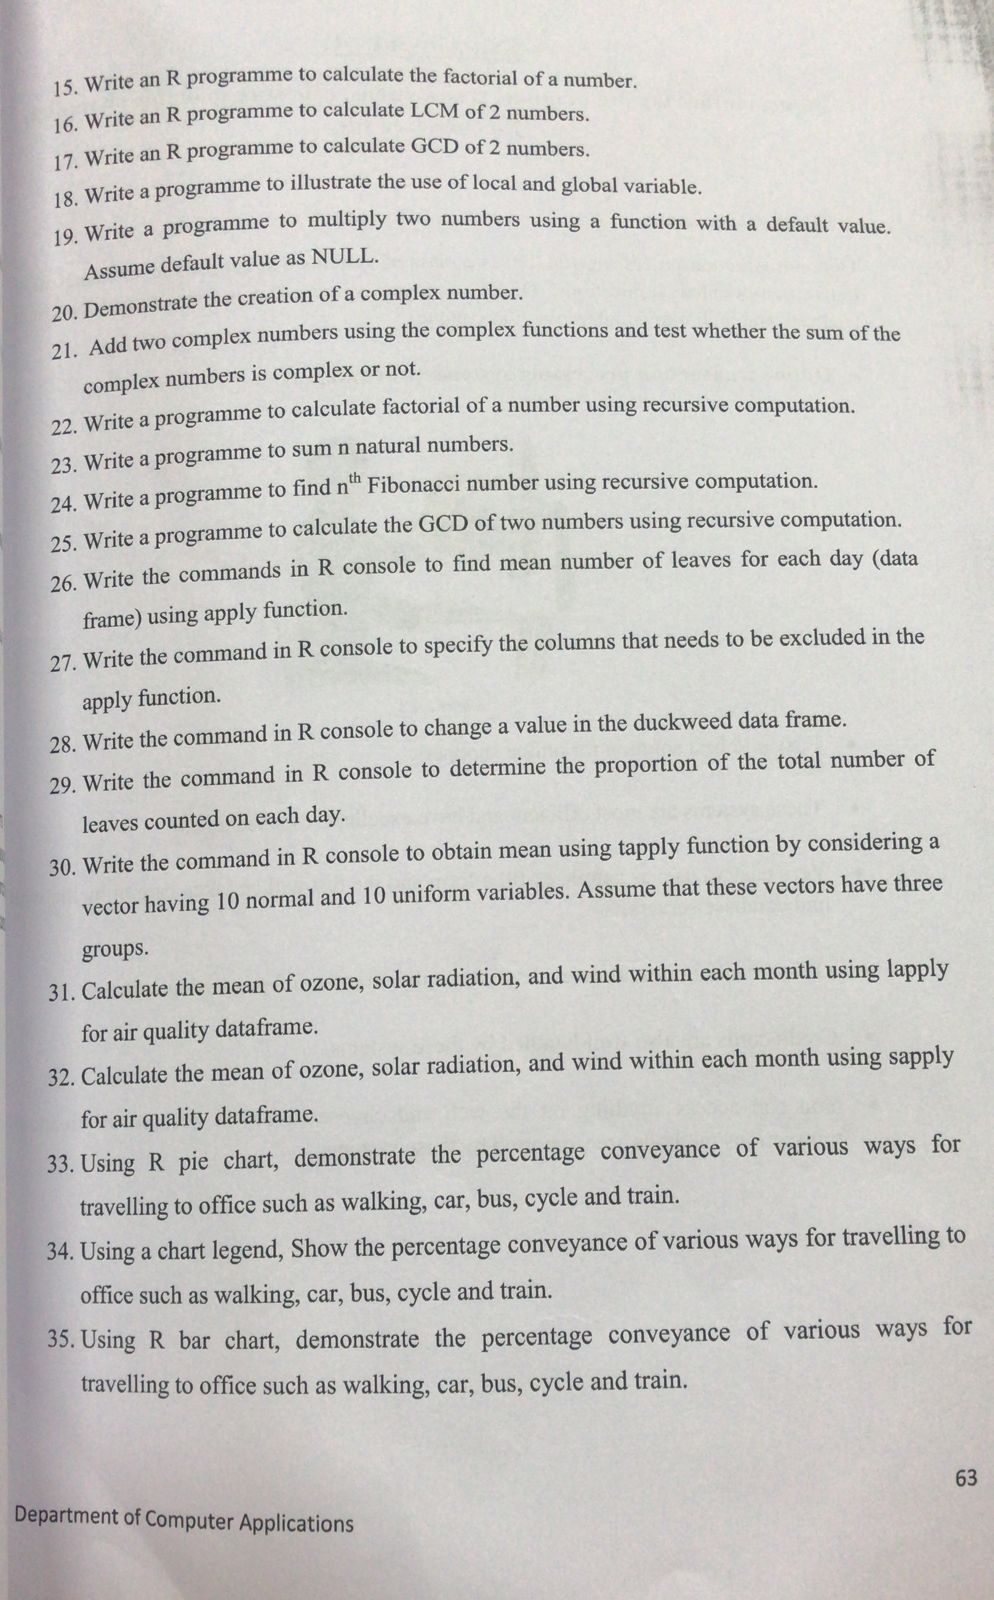 15. Write an R programme to calculate the factorial of a number.
16. Write an R programme to calculate LCM of 2 numbers.
17. Write an R programme to calculate GCD of 2 numbers.
18. Write a programme to illustrate the use of local and global variable.
19. Write a programme to multiply two numbers using a function with a default value.
Assume default value as NULL.
20. Demonstrate the creation of a complex number.
21. Add two complex numbers using the complex functions and test whether the sum of the
complex numbers is complex or not.
22. Write a programme to calculate factorial of a number using recursive computation.
23. Write a programme to sum n natural numbers.
24. Write a programme to find nth Fibonacci number using recursive computation.
25. Write a programme to calculate the GCD of two numbers using recursive computation.
26. Write the commands in R console to find mean number of leaves for each day (data
frame) using apply function.
27. Write the command in R console to specify the columns that needs to be excluded in the
apply function.
28. Write the command in R console to change a value in the duckweed data frame.
29. Write the command in R console to determine the proportion of the total number of
leaves counted on each day.
30. Write the command in R console to obtain mean using tapply function by considering a
vector having 10 normal and 10 uniform variables. Assume that these vectors have three
groups.
31. Calculate the mean of ozone, solar radiation, and wind within each month using lapply
for air quality dataframe.
32. Calculate the mean of ozone, solar radiation, and wind within each month using sapply
for air quality dataframe.
33. Using R pie chart, demonstrate the percentage conveyance of various ways for
travelling to office such as walking, car, bus, cycle and train.
34. Using a chart legend, Show the percentage conveyance of various ways for travelling to
office such as walking, car, bus, cycle and train.
35. Using R bar chart, demonstrate the percentage conveyance of various ways for
travelling to office such as walking, car, bus, cycle and train.
63
Department of Computer Applications